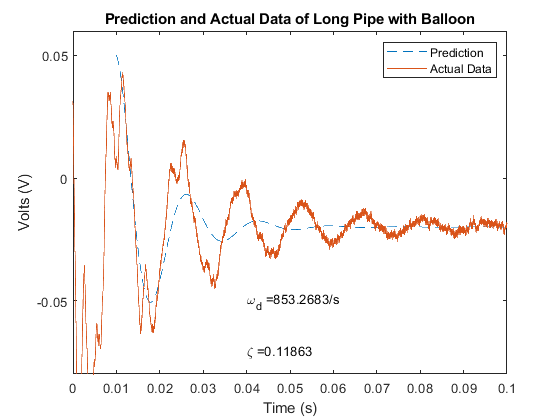 Prediction and Actual Data of Long Pipe with Balloon
Prediction
Actual Data
0.05
0
-0.05
Volts (V)
ω_d =853.2683/s
ζ =0.11863
0 0.01 0.02 0.03 0.04 0.05 0.06 0.07 0.08 0.09 0.1
Time (s)